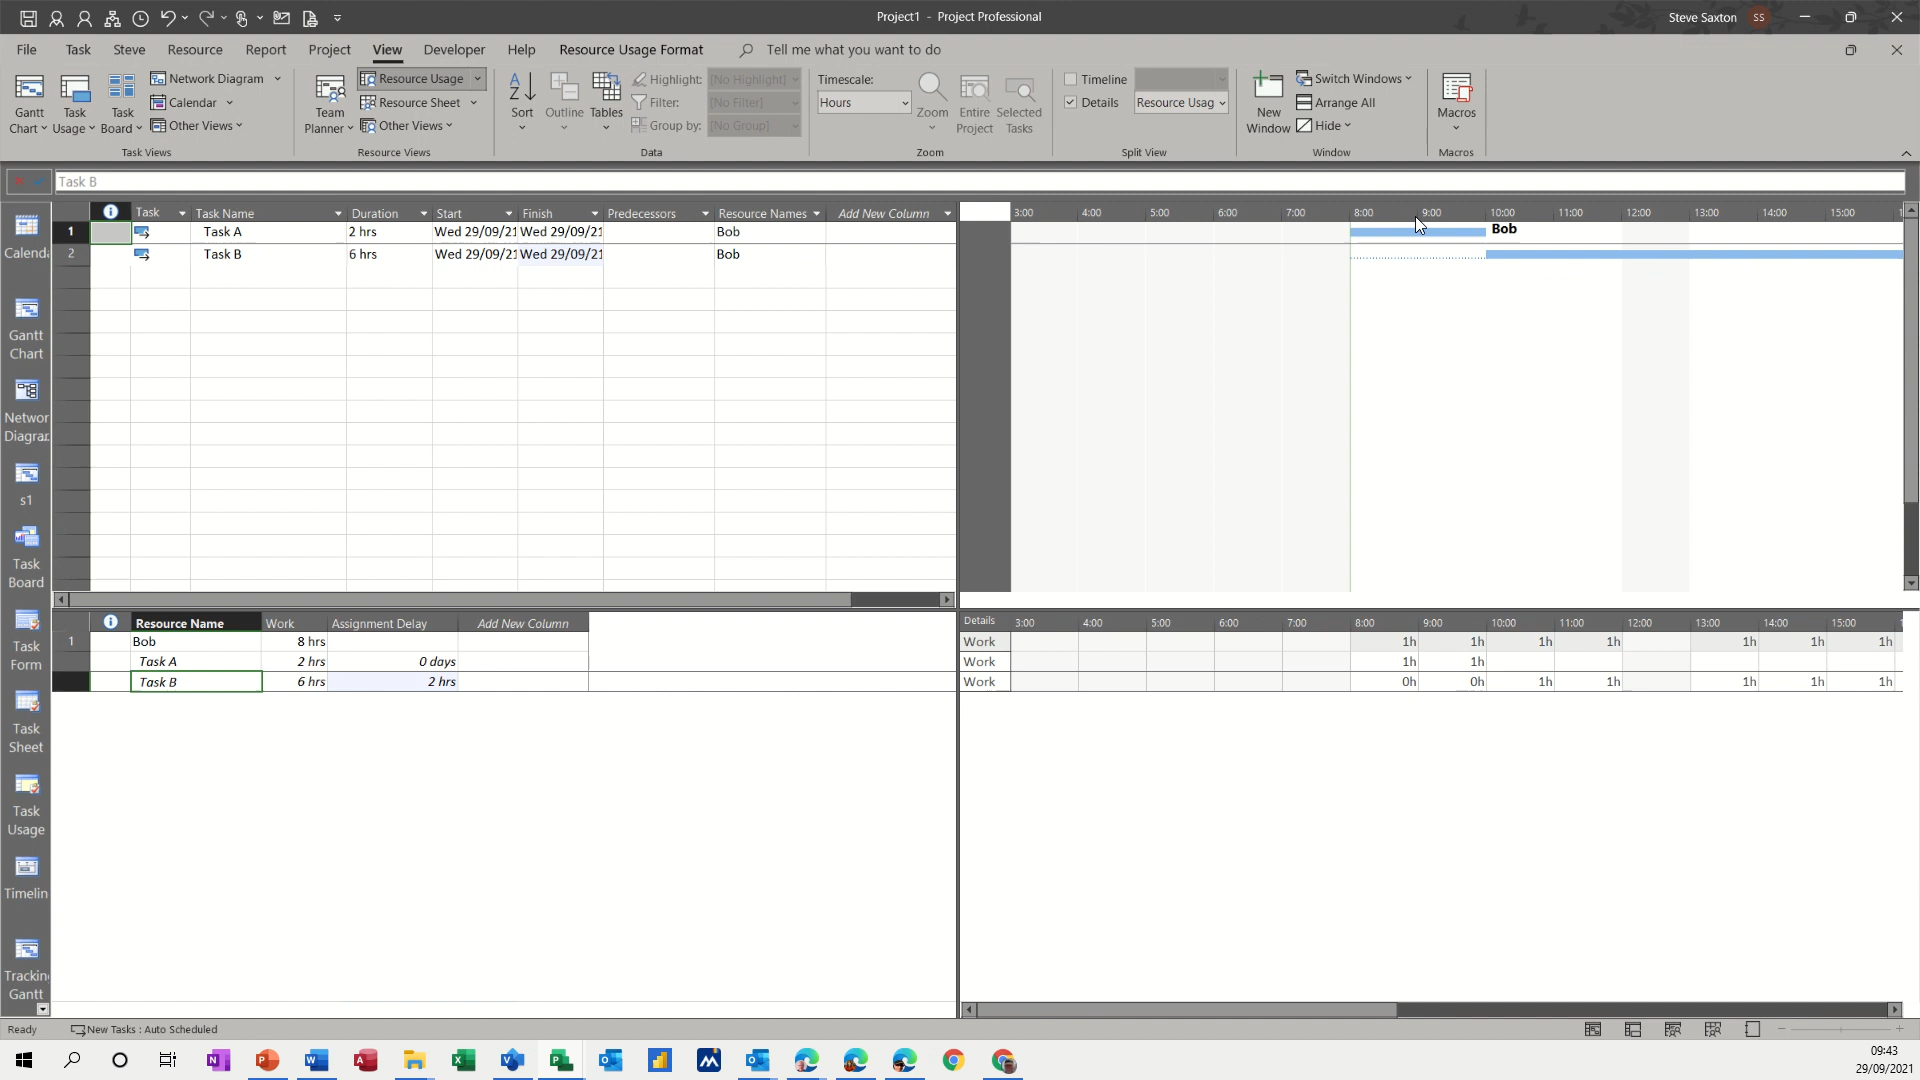 Project1 - Project Professional
Steve Saxton SS
File Task Steve Resource Report Project View Developer Help Resource Usage Format Tell me what you want to do
Gantt Chart
Task Usage
Task Board
Network Diagram
Calendar
Other Views
Task Views
Team Planner
Resource Usage
Resource Sheet
Other Views
Resource Views
Sort
Outline
Tables
Highlight: [No Highlight]
Filter: [No Filter]
Group by: [No Group]
Data
Timescale:
Hours
Zoom
Entire Project
Selected Tasks
Zoom
Timeline
Details Resource Usag
Split View
New Window
Switch Windows
Arrange All
Hide
Window
Macros
Macros
Task B
Calenda
Gantt
Chart
Networ
Diagrar
s1
Task
Board
Task
Form
Task
Sheet
Task
Usage
Timelin
Trackin
Gantt
Task Task Name Duration Start Finish Predecessors Resource Names Add New Column
1 Task A 2 hrs Wed 29/09/21 Wed 29/09/21 Bob
2 Task B 6 hrs Wed 29/09/21 Wed 29/09/21 Bob
3:00 4:00 5:00 6:00 7:00 8:00 9:00 10:00 11:00 12:00 13:00 14:00 15:00 1
Bob
Resource Name Work Assignment Delay Add New Column
1 Bob 8 hrs
Task A 2 hrs 0 days
Task B 6 hrs 2 hrs
Details 3:00 4:00 5:00 6:00 7:00 8:00 9:00 10:00 11:00 12:00 13:00 14:00 15:00 1
Work 1h 1h 1h 1h 1h 1h 1h
Work 1h 1h
Work 0h 0h 1h 1h 1h 1h 1h
Ready New Tasks : Auto Scheduled
09:43
29/09/2021